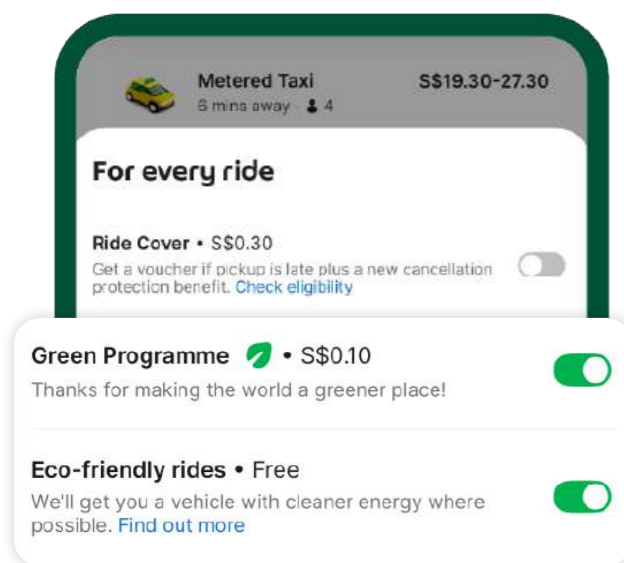 Metered Taxi S$19.30-27.30
6 mins away · 4
For every ride
Ride Cover • S$0.30
Get a voucher if pickup is late plus a new cancellation
protection benefit. Check eligibility
Green Programme • S$0.10
Thanks for making the world a greener place!
Eco-friendly rides • Free
We'll get you a vehicle with cleaner energy where
possible. Find out more